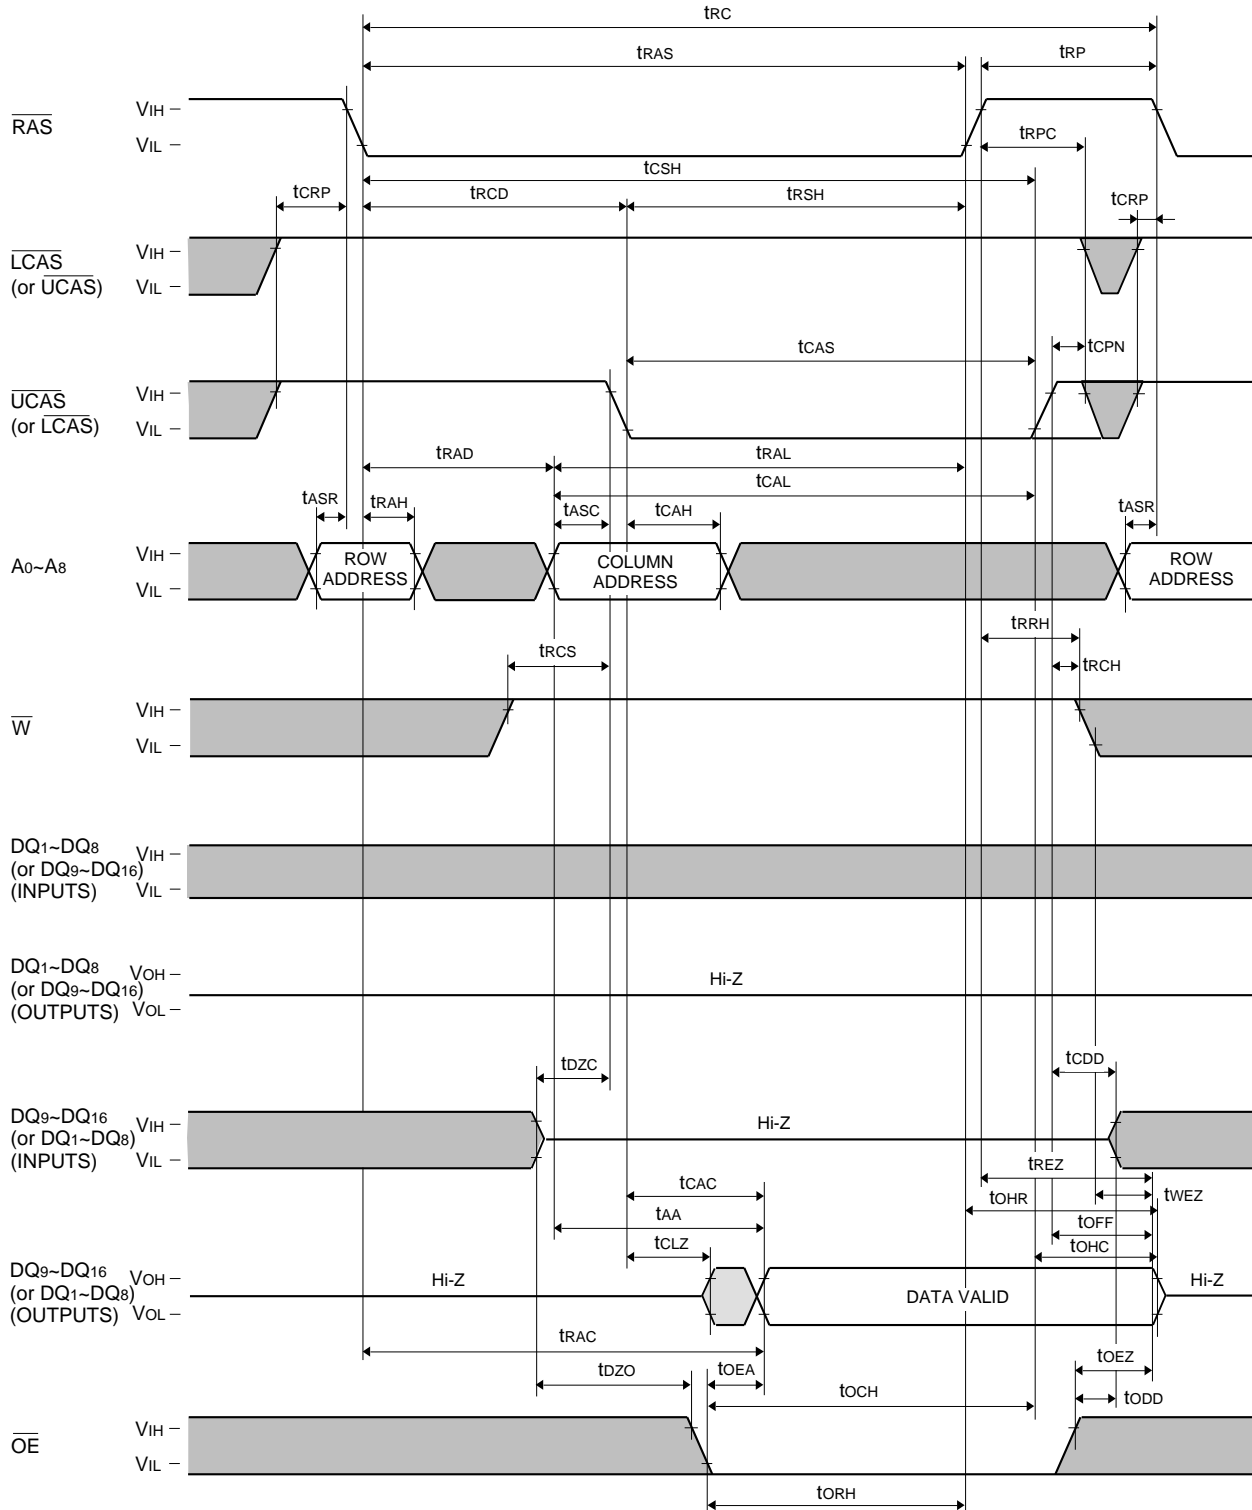 tRC
tRAS
tRP
RAS
VIH
VIL
tRPC
tCSH
tCRP
tRCD
tRSH
tCRP
LCAS
(or UCAS)
VIH
VIL
tCAS
tCPN
UCAS
(or LCAS)
VIH
VIL
tRAD
tRAL
tCAL
tASR
tRAH
tASC
tCAH
tASR
A0~A8
VIH
VIL
ROW
ADDRESS
COLUMN
ADDRESS
ROW
ADDRESS
tRRH
tRCS
tRCH
W
VIH
VIL
DQ1~DQ8
(or DQ9~DQ16)
(INPUTS)
VIH
VIL
DQ1~DQ8
(or DQ9~DQ16)
(OUTPUTS)
VOH
VOL
Hi-Z
tDZC
tCDD
DQ9~DQ16
(or DQ1~DQ8)
(INPUTS)
VIH
VIL
Hi-Z
tREZ
tCAC
tWEZ
tOHR
tAA
tOFF
tCLZ
tOHC
DQ9~DQ16
(or DQ1~DQ8)
(OUTPUTS)
VOH
VOL
Hi-Z
DATA VALID
Hi-Z
tRAC
tDZO
tOEA
tOEZ
tOCH
tODD
OE
VIH
VIL
tORH